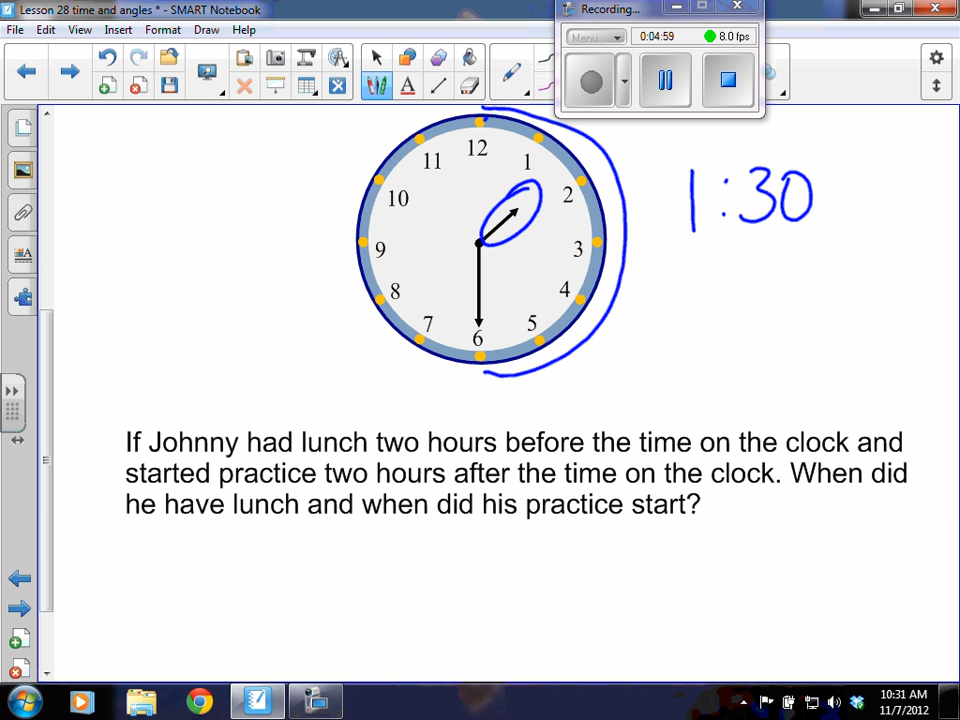 Lesson 28 time and angles * - SMART Notebook
Recording...
File Edit View Insert Format Draw Help
Menu
0:04:59
8.0 fps
12
11
1
10
2
9
3
8
4
7
5
6
1:30
If Johnny had lunch two hours before the time on the clock and
started practice two hours after the time on the clock. When did
he have lunch and when did his practice start?
10:31 AM
11/7/2012